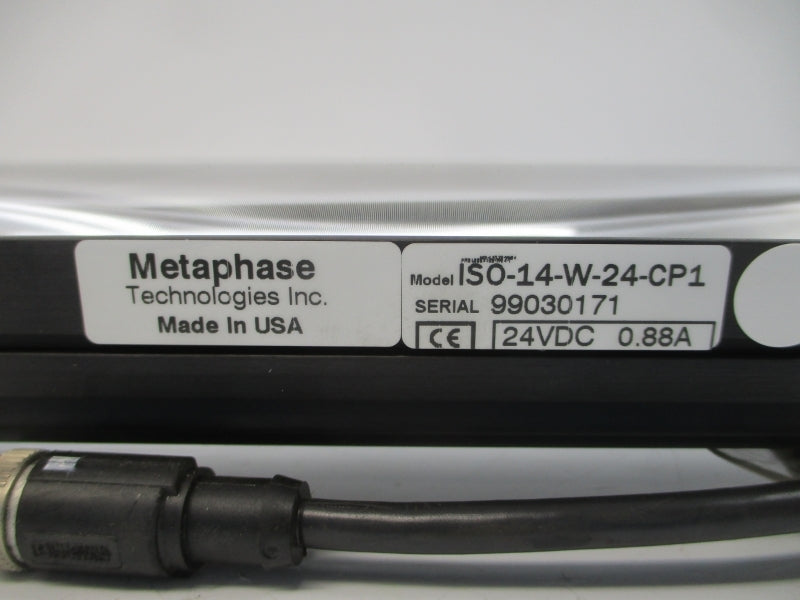 Metaphase
Technologies Inc.
Made In USA
Model ISO-14-W-24-CP1
SERIAL 99030171
CE 24VDC 0.88A